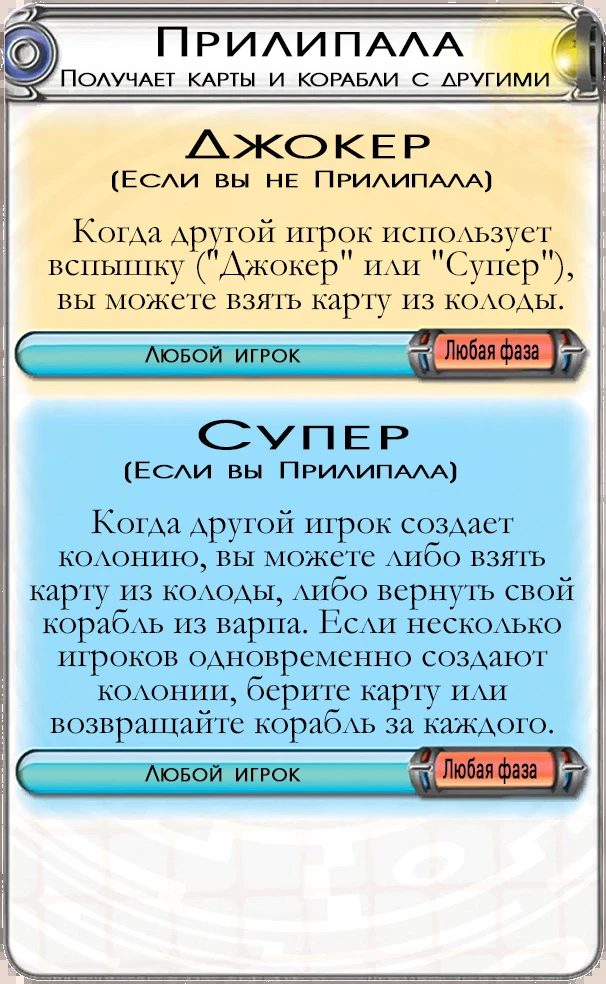 Прилипала
Получает карты и корабли с другими
Джокер
(Если вы не Прилипала)
Когда другой игрок использует
вспышку ("Джокер" или "Супер"),
вы можете взять карту из колоды.
Любой игрок
Любая фаза
Супер
(Если вы Прилипала)
Когда другой игрок создает
колонию, вы можете либо взять
карту из колоды, либо вернуть свой
корабль из варпа. Если несколько
игроков одновременно создают
колонии, берите карту или
возвращайте корабль за каждого.
Любой игрок
Любая фаза